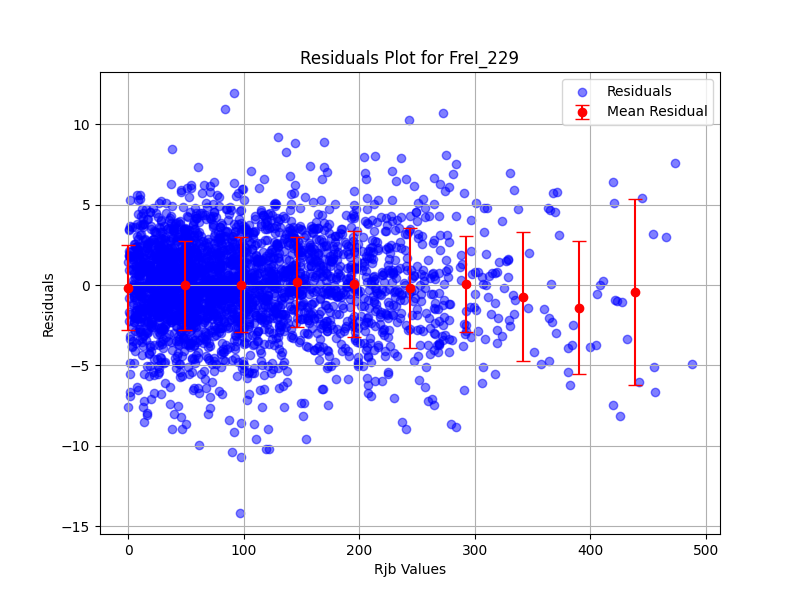 Residuals Plot for FreI_229
Residuals
Mean Residual
Residuals
10
5
0
−5
−10
−15
0 100 200 300 400 500
Rjb Values